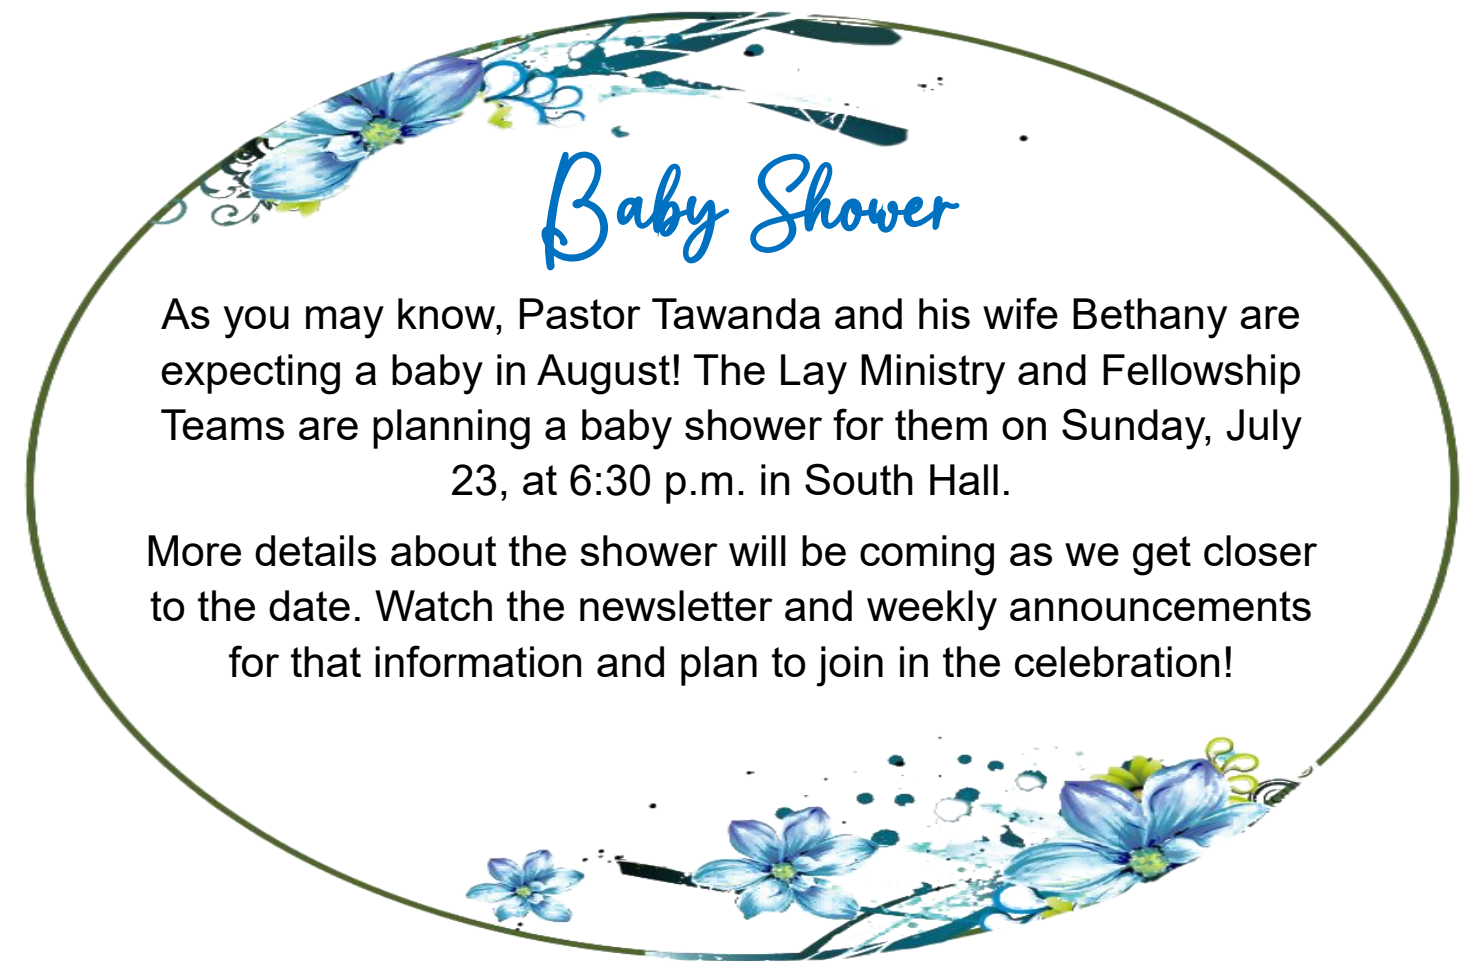 Baby Shower
As you may know, Pastor Tawanda and his wife Bethany are
expecting a baby in August! The Lay Ministry and Fellowship
Teams are planning a baby shower for them on Sunday, July
23, at 6:30 p.m. in South Hall.
More details about the shower will be coming as we get closer
to the date. Watch the newsletter and weekly announcements
for that information and plan to join in the celebration!